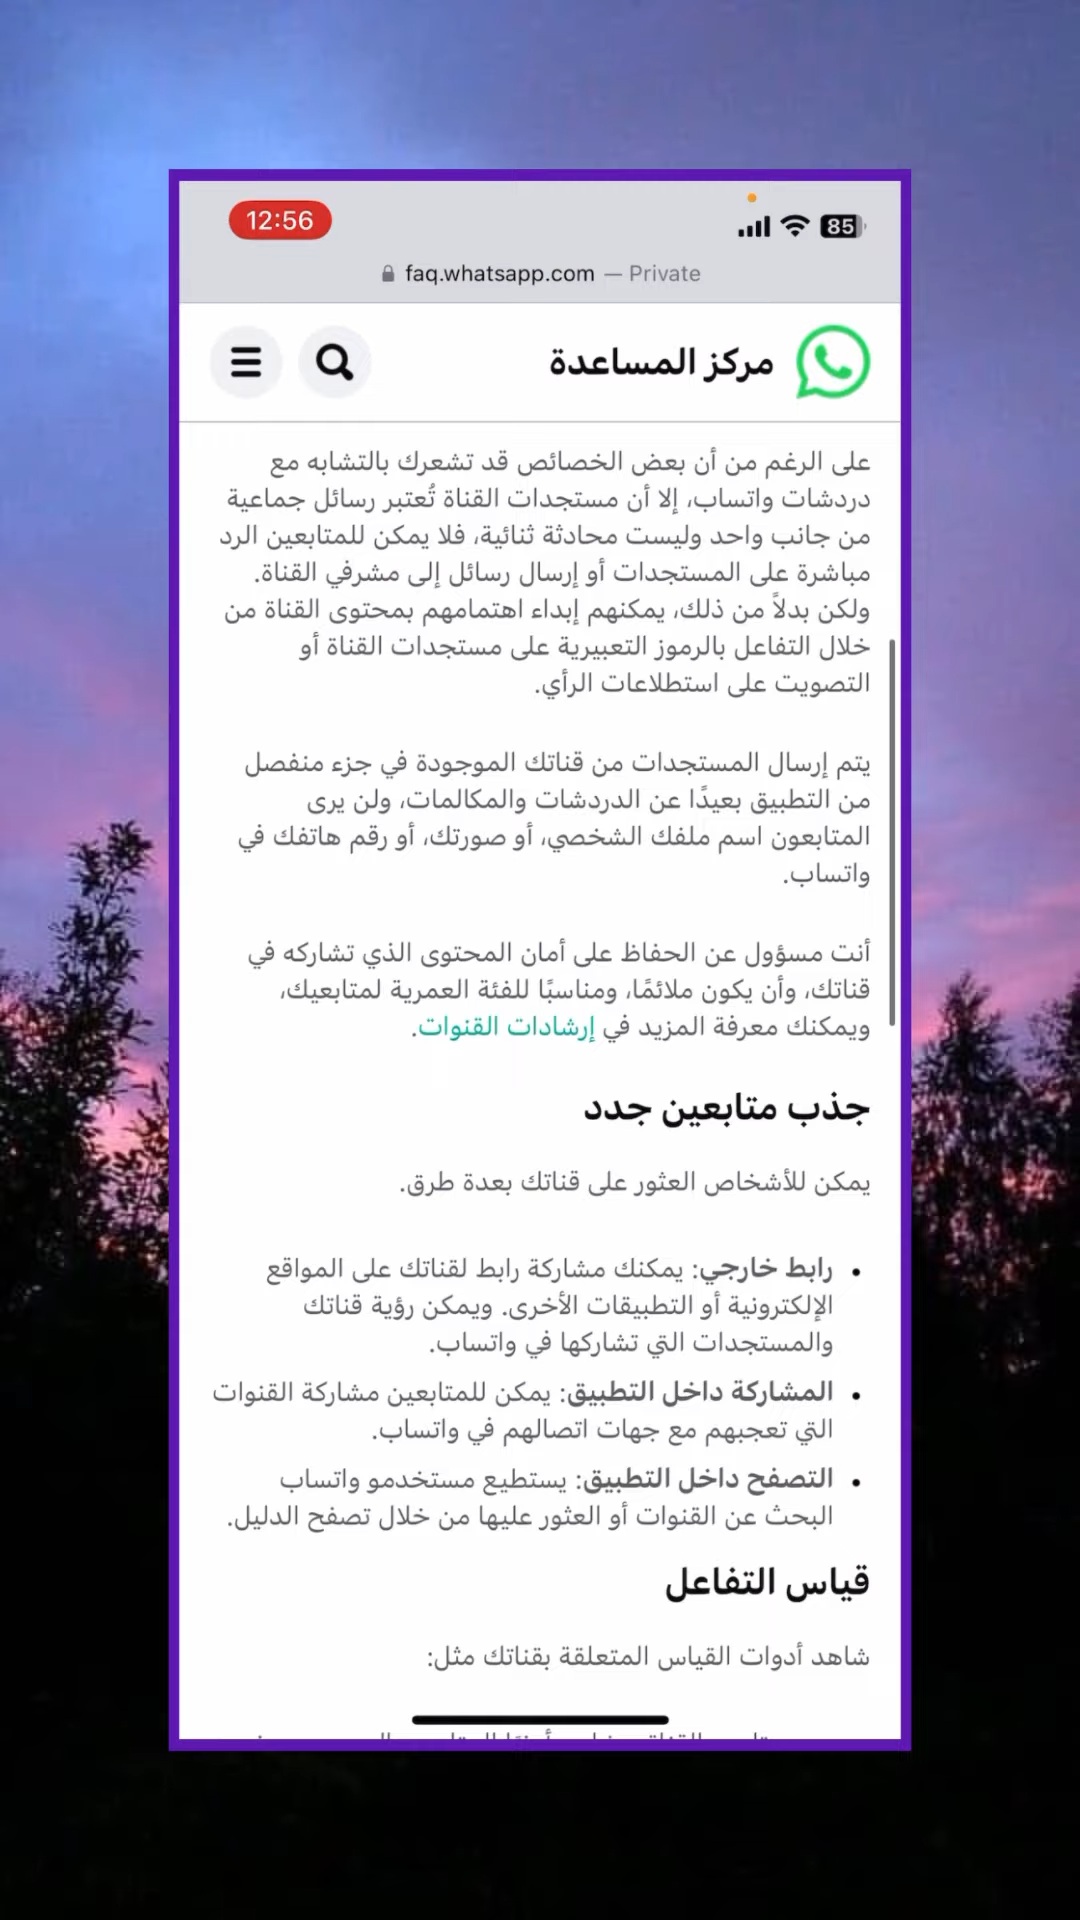 12:56
85
faq.whatsapp.com — Private
مركز المساعدة
على الرغم من أن بعض الخصائص قد تشعرك بالتشابه مع
دردشات واتساب، إلا أن مستجدات القناة تُعتبر رسائل جماعية
من جانب واحد وليست محادثة ثنائية، فلا يمكن للمتابعين الرد
مباشرة على المستجدات أو إرسال رسائل إلى مشرفي القناة.
ولكن بدلاً من ذلك، يمكنهم إبداء اهتمامهم بمحتوى القناة من
خلال التفاعل بالرموز التعبيرية على مستجدات القناة أو
التصويت على استطلاعات الرأي.
يتم إرسال المستجدات من قناتك الموجودة في جزء منفصل
من التطبيق بعيدًا عن الدردشات والمكالمات، ولن يرى
المتابعون اسم ملفك الشخصي، أو صورتك، أو رقم هاتفك في
واتساب.
أنت مسؤول عن الحفاظ على أمان المحتوى الذي تشاركه في
قناتك، وأن يكون ملائمًا، ومناسبًا للفئة العمرية لمتابعيك،
ويمكنك معرفة المزيد في إرشادات القنوات.
جذب متابعين جدد
يمكن للأشخاص العثور على قناتك بعدة طرق.
• رابط خارجي: يمكنك مشاركة رابط لقناتك على المواقع
الإلكترونية أو التطبيقات الأخرى. ويمكن رؤية قناتك
والمستجدات التي تشاركها في واتساب.
• المشاركة داخل التطبيق: يمكن للمتابعين مشاركة القنوات
التي تعجبهم مع جهات اتصالهم في واتساب.
• التصفح داخل التطبيق: يستطيع مستخدمو واتساب
البحث عن القنوات أو العثور عليها من خلال تصفح الدليل.
قياس التفاعل
شاهد أدوات القياس المتعلقة بقناتك مثل: